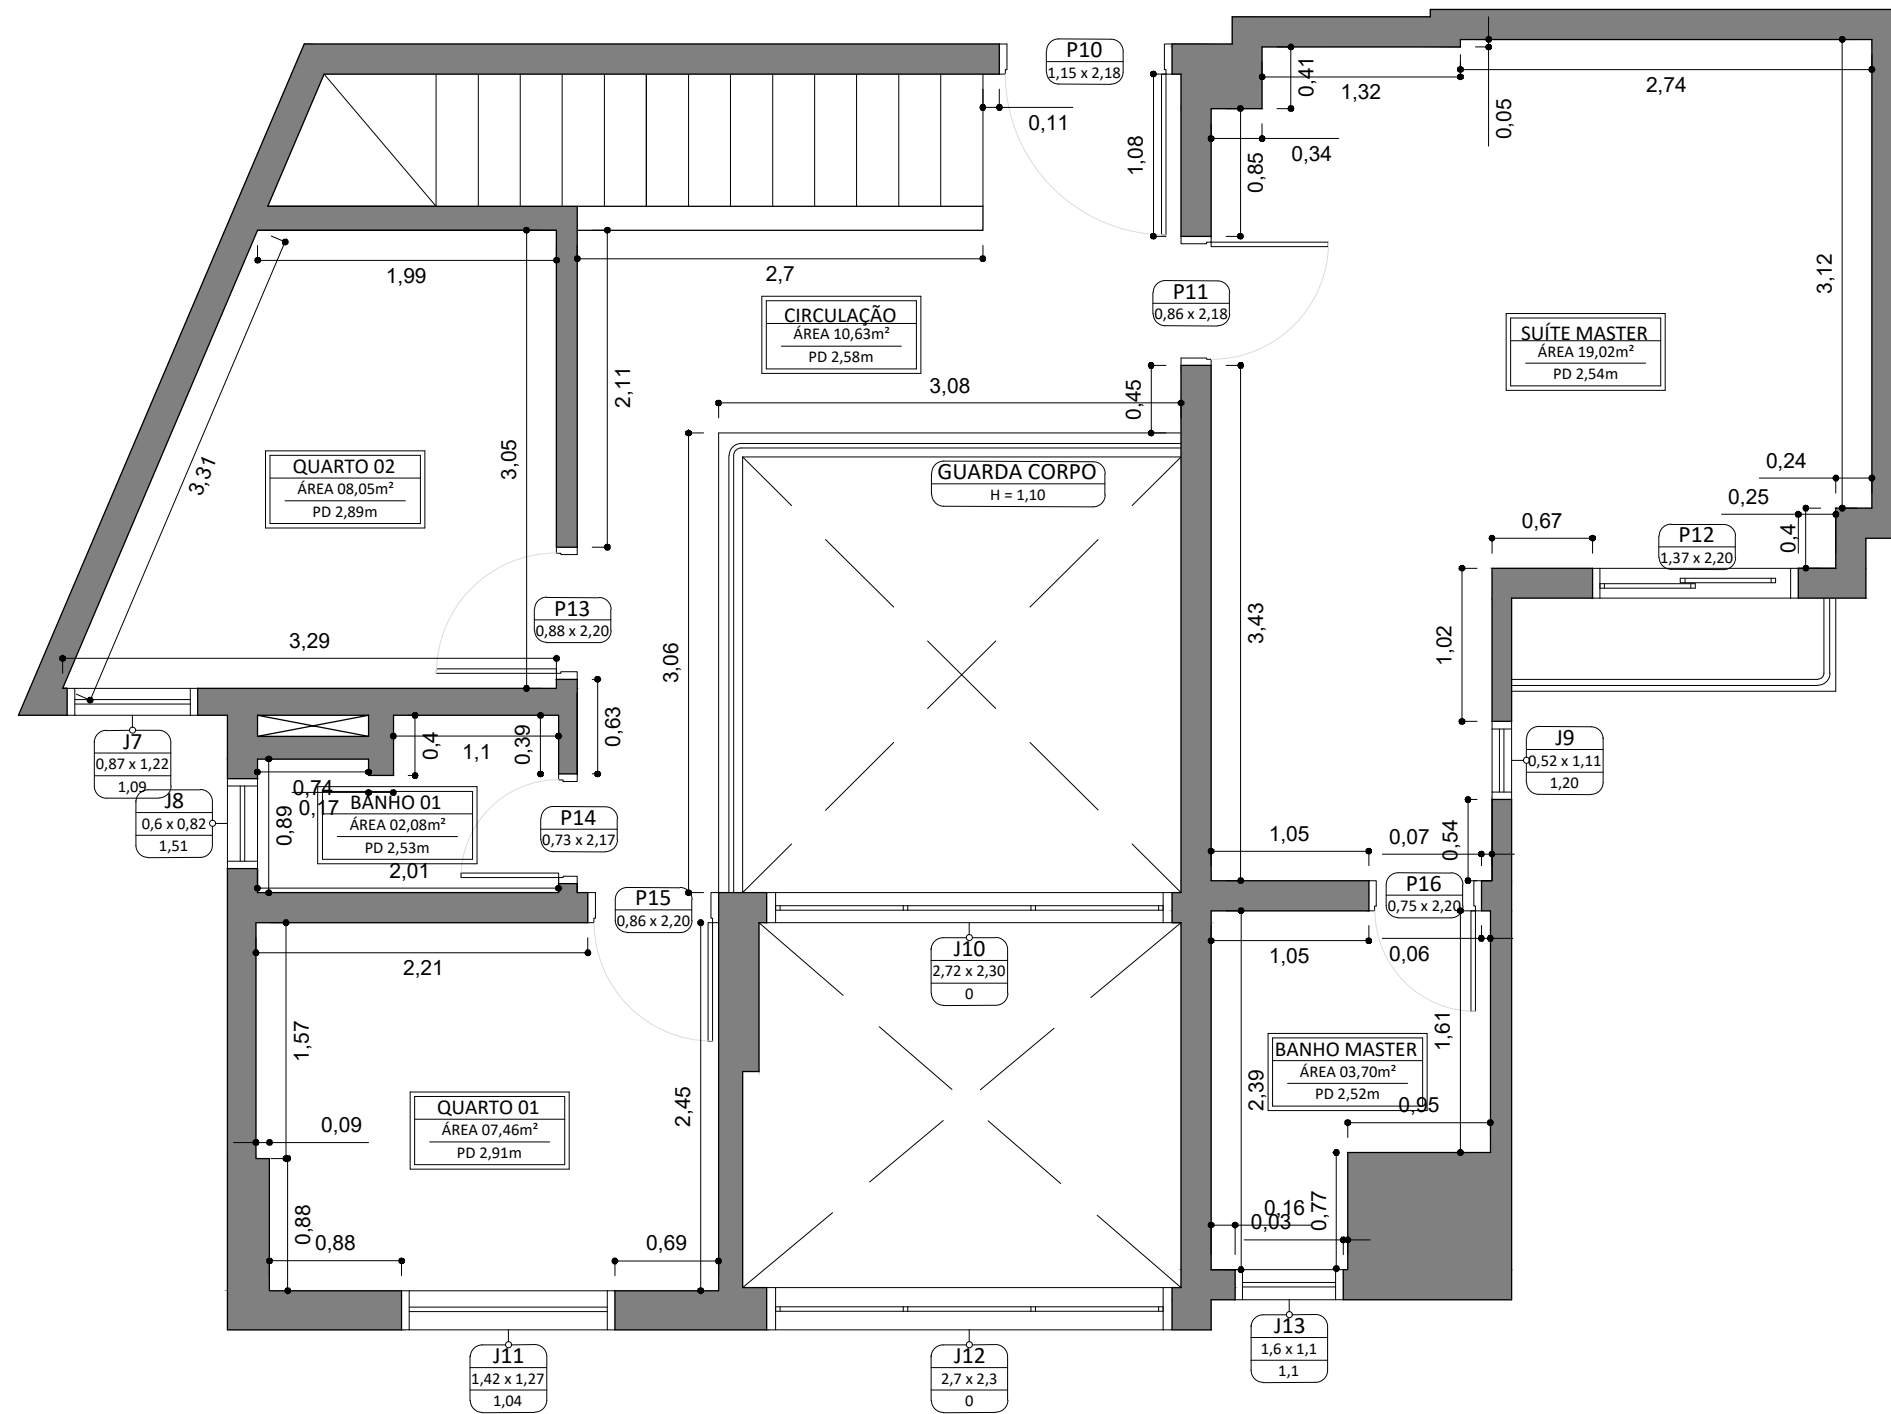 P10
1,15 x 2,18
0,41
1,32
2,74
0,05
0,11
1,08
0,85
0,34
1,99
2,7
3,12
P11
0,86 x 2,18
CIRCULAÇÃO
ÁREA 10,63m²
PD 2,58m
SUÍTE MASTER
ÁREA 19,02m²
PD 2,54m
2,11
3,08
0,45
3,31
QUARTO 02
ÁREA 08,05m²
PD 2,89m
3,05
GUARDA CORPO
H = 1,10
0,24
0,25
0,67
0,4
P12
1,37 x 2,20
P13
0,88 x 2,20
3,29
3,06
3,43
1,02
J7
0,87 x 1,22
1,09
0,4
1,1
0,39
0,63
J9
0,52 x 1,11
1,20
J8
0,6 x 0,82
1,51
0,74
0,17
0,89
BANHO 01
ÁREA 02,08m²
PD 2,53m
2,01
P14
0,73 x 2,17
1,05
0,07
0,54
P15
0,86 x 2,20
P16
0,75 x 2,20
2,21
J10
2,72 x 2,30
0
1,05
0,06
1,57
1,61
BANHO MASTER
ÁREA 03,70m²
PD 2,52m
2,39
0,95
QUARTO 01
ÁREA 07,46m²
PD 2,91m
0,09
2,45
0,88
0,88
0,69
0,16
0,03
0,77
J11
1,42 x 1,27
1,04
J12
2,7 x 2,3
0
J13
1,6 x 1,1
1,1